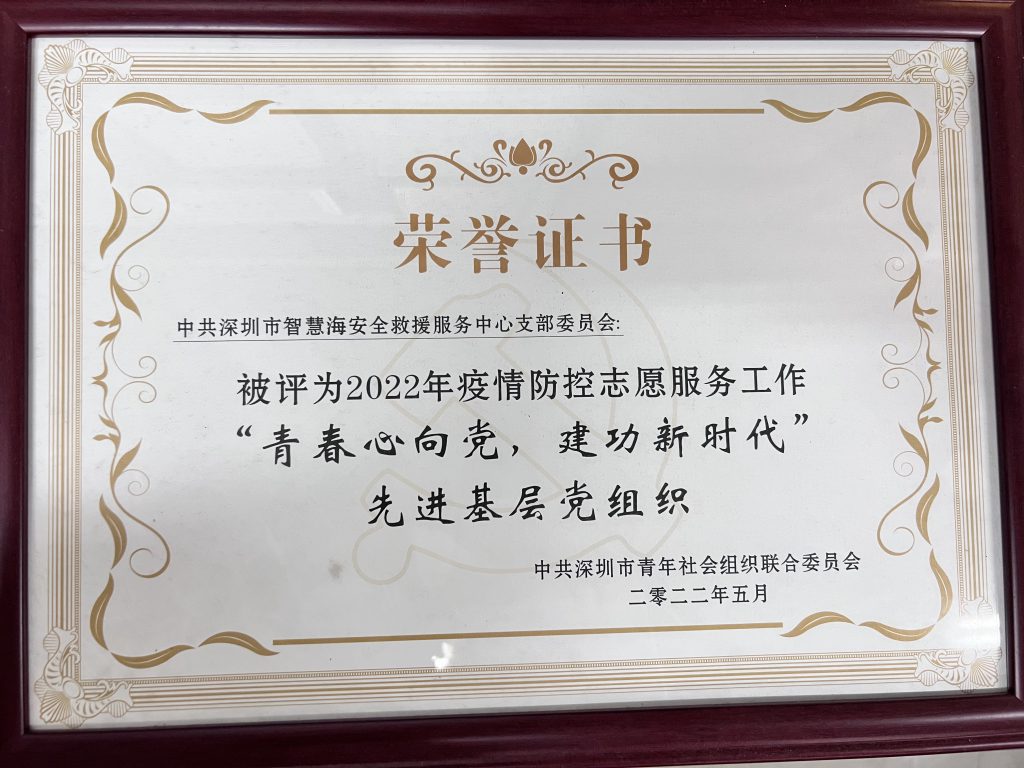 荣誉证书
中共深圳市智慧海安全救援服务中心支部委员会:
被评为2022年疫情防控志愿服务工作
“青春心向党，建功新时代”
先进基层党组织
中共深圳市青年社会组织联合委员会
二零二二年五月